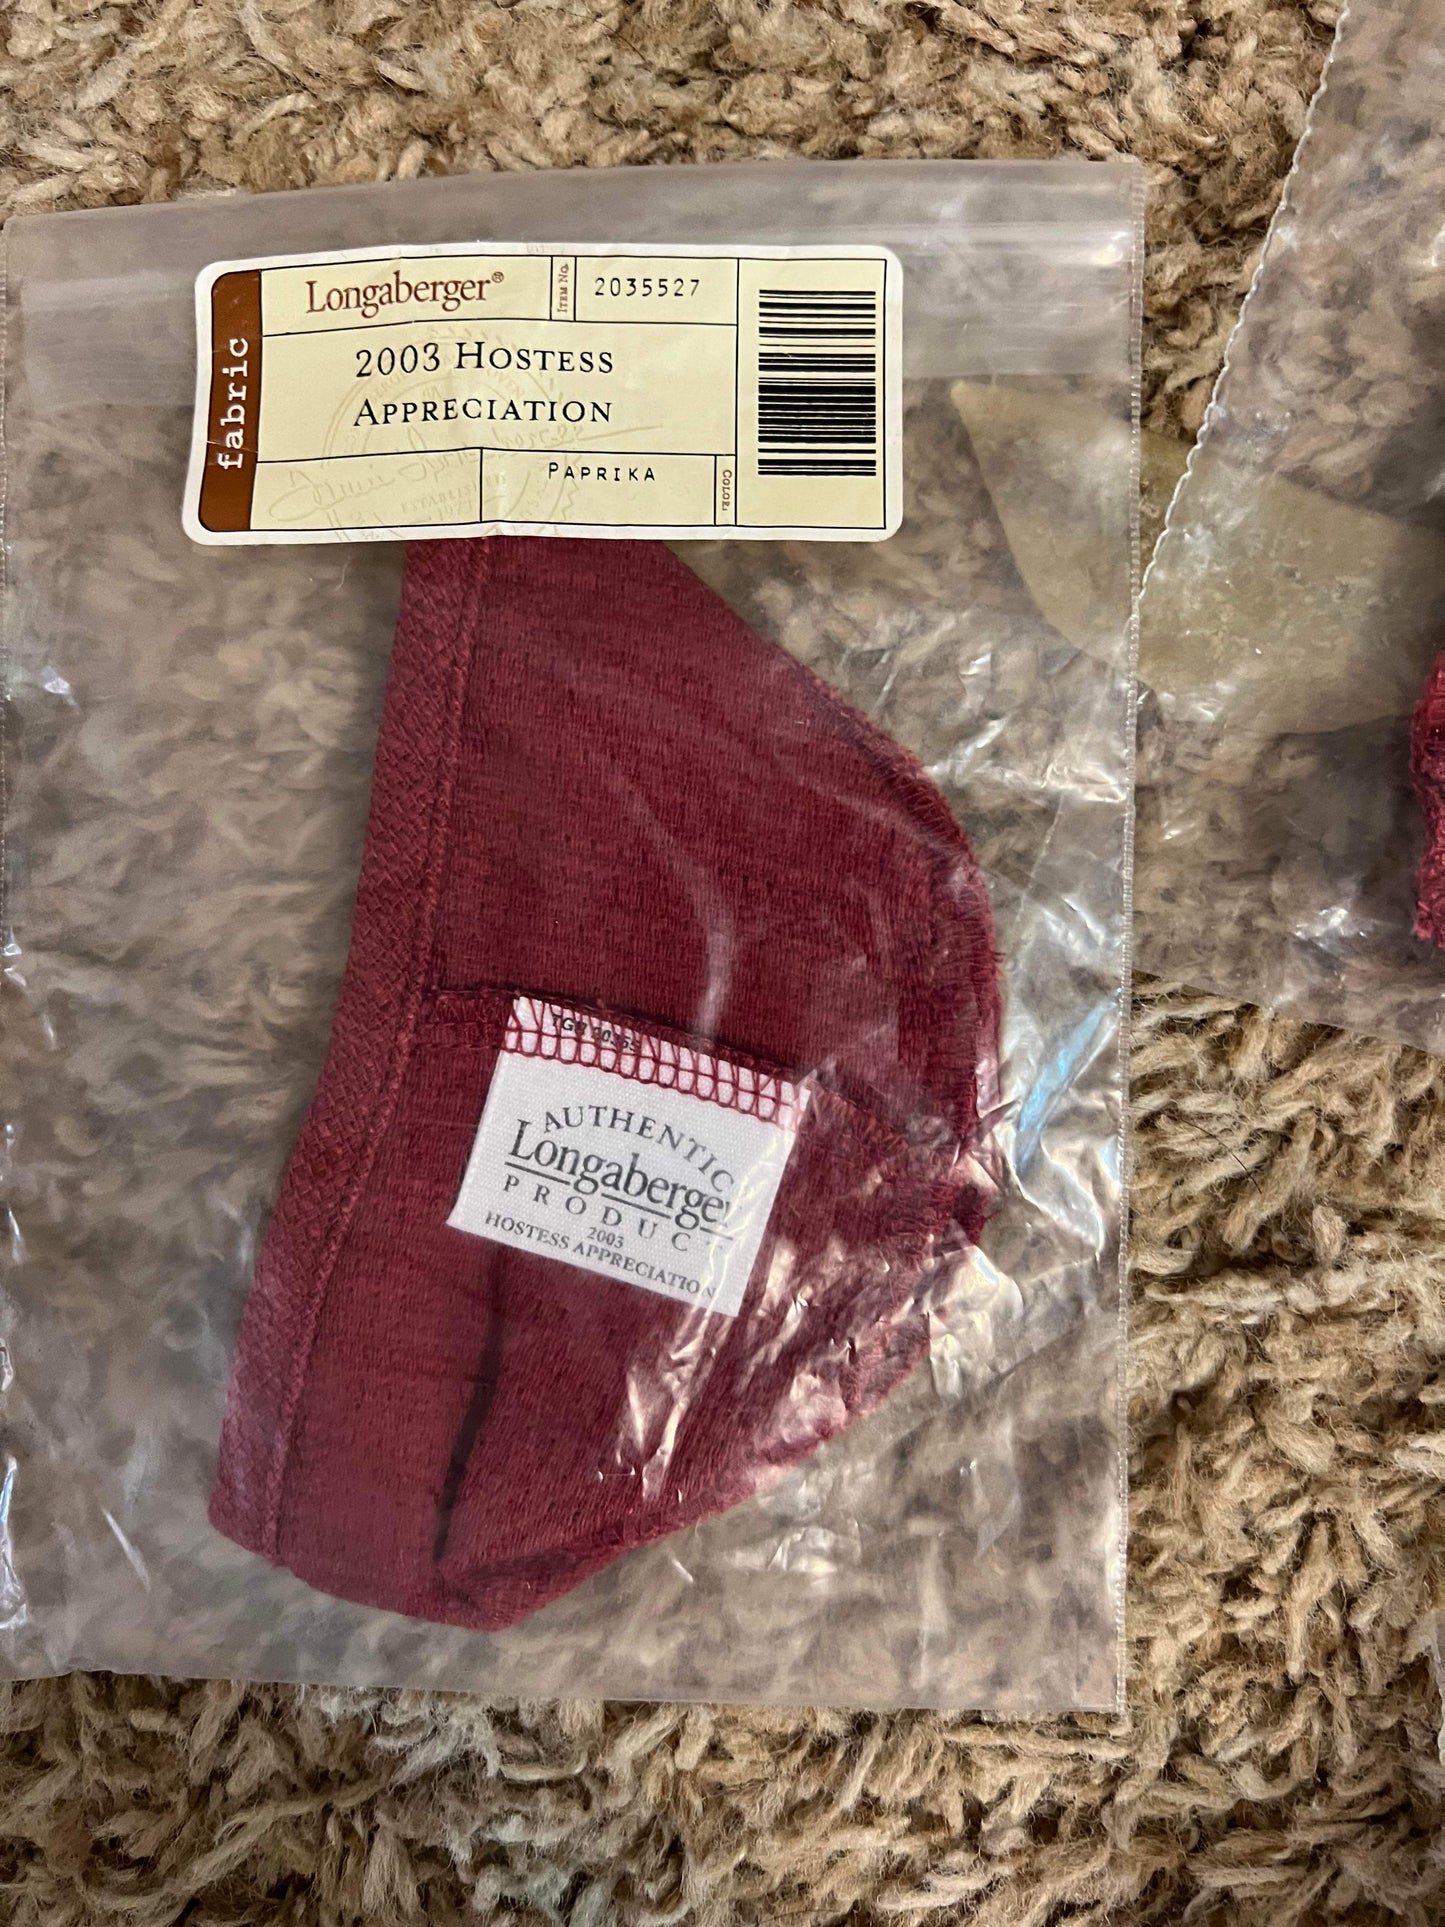 Longaberger®
ITEM NO.
2035527
fabric
2003 HOSTESS
APPRECIATION
PAPRIKA
COLOR:
AUTHENTIC
Longaberger
PRODUCT
2003
HOSTESS APPRECIATION